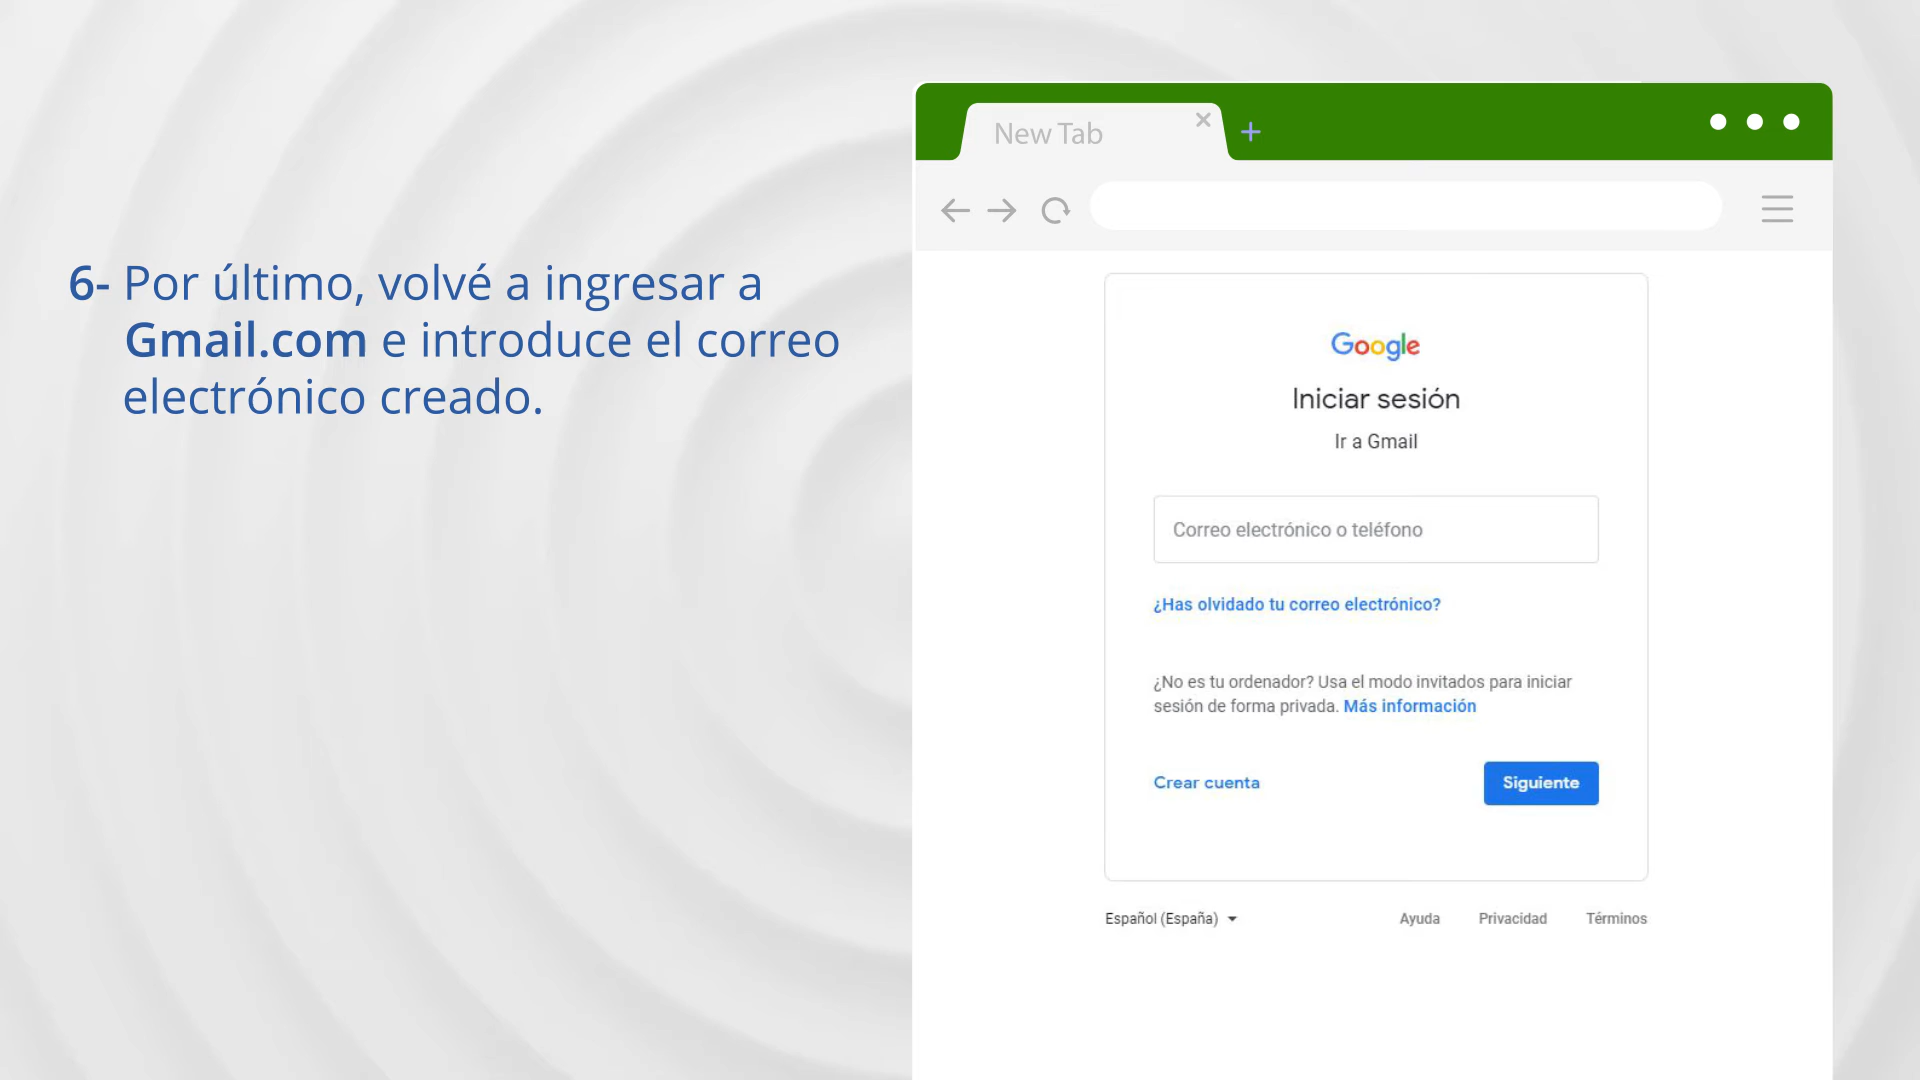 6- Por último, volvé a ingresar a
Gmail.com e introduce el correo
electrónico creado.
New Tab
Google
Iniciar sesión
Ir a Gmail
Correo electrónico o teléfono
¿Has olvidado tu correo electrónico?
¿No es tu ordenador? Usa el modo invitados para iniciar
sesión de forma privada. Más información
Crear cuenta
Siguiente
Español (España)
Ayuda
Privacidad
Términos